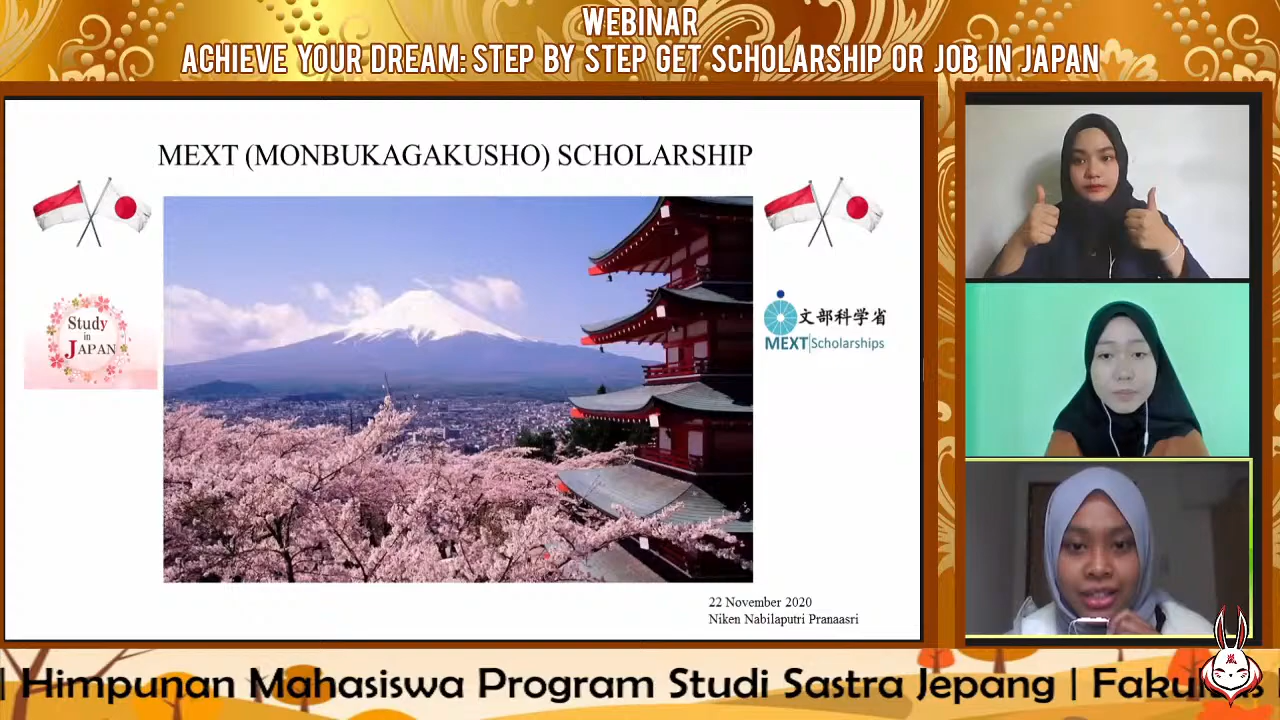 WEBINAR
ACHIEVE YOUR DREAM: STEP BY STEP GET SCHOLARSHIP OR JOB IN JAPAN
MEXT (MONBUKAGAKUSHO) SCHOLARSHIP
Study
in
JAPAN
文部科学省
MEXT|Scholarships
22 November 2020
Niken Nabilaputri Pranaasri
| Himpunan Mahasiswa Program Studi Sastra Jepang | Fakultas